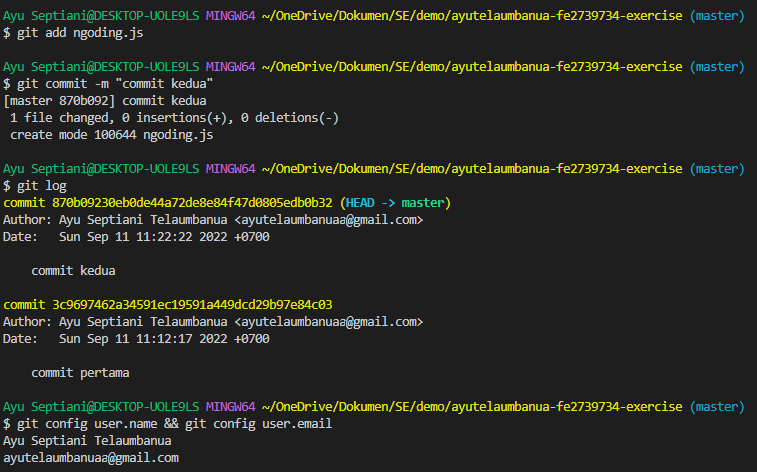 Ayu Septiani@DESKTOP-UOLE9LS MINGW64 ~/OneDrive/Dokumen/SE/demo/ayutelaumbanua-fe2739734-exercise (master)
$ git add ngoding.js
Ayu Septiani@DESKTOP-UOLE9LS MINGW64 ~/OneDrive/Dokumen/SE/demo/ayutelaumbanua-fe2739734-exercise (master)
$ git commit -m "commit kedua"
[master 870b092] commit kedua
1 file changed, 0 insertions(+), 0 deletions(-)
create mode 100644 ngoding.js
Ayu Septiani@DESKTOP-UOLE9LS MINGW64 ~/OneDrive/Dokumen/SE/demo/ayutelaumbanua-fe2739734-exercise (master)
$ git log
commit 870b09230eb0de44a72de8e84f47d0805edb0b32 (HEAD -> master)
Author: Ayu Septiani Telaumbanua <ayutelaumbanuaa@gmail.com>
Date:   Sun Sep 11 11:22:22 2022 +0700
commit kedua
commit 3c9697462a34591ec19591a449dcd29b97e84c03
Author: Ayu Septiani Telaumbanua <ayutelaumbanuaa@gmail.com>
Date:   Sun Sep 11 11:12:17 2022 +0700
commit pertama
Ayu Septiani@DESKTOP-UOLE9LS MINGW64 ~/OneDrive/Dokumen/SE/demo/ayutelaumbanua-fe2739734-exercise (master)
$ git config user.name && git config user.email
Ayu Septiani Telaumbanua
ayutelaumbanuaa@gmail.com